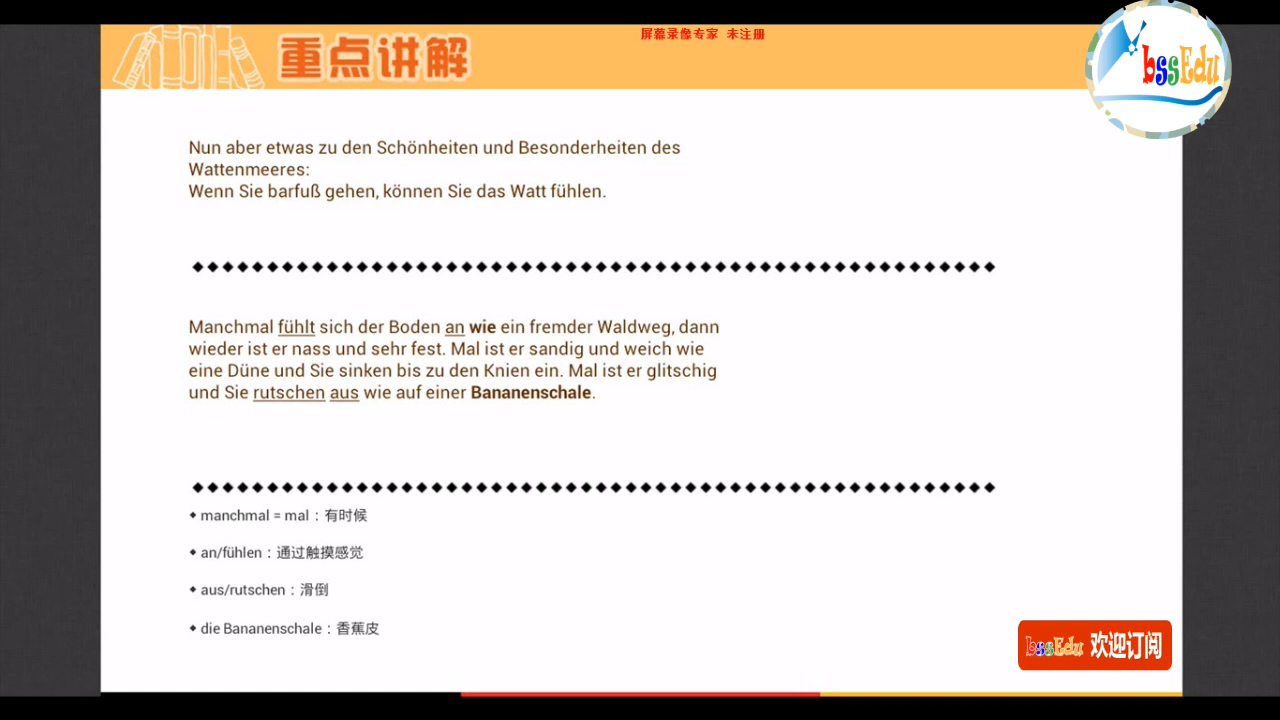 屏幕录像专家 未注册
重点讲解
bssEdu
Nun aber etwas zu den Schönheiten und Besonderheiten des
Wattenmeeres:
Wenn Sie barfuß gehen, können Sie das Watt fühlen.
Manchmal fühlt sich der Boden an wie ein fremder Waldweg, dann
wieder ist er nass und sehr fest. Mal ist er sandig und weich wie
eine Düne und Sie sinken bis zu den Knien ein. Mal ist er glitschig
und Sie rutschen aus wie auf einer Bananenschale.
manchmal = mal：有时候
an/fühlen：通过触摸感觉
aus/rutschen：滑倒
die Bananenschale：香蕉皮
bssEdu 欢迎订阅